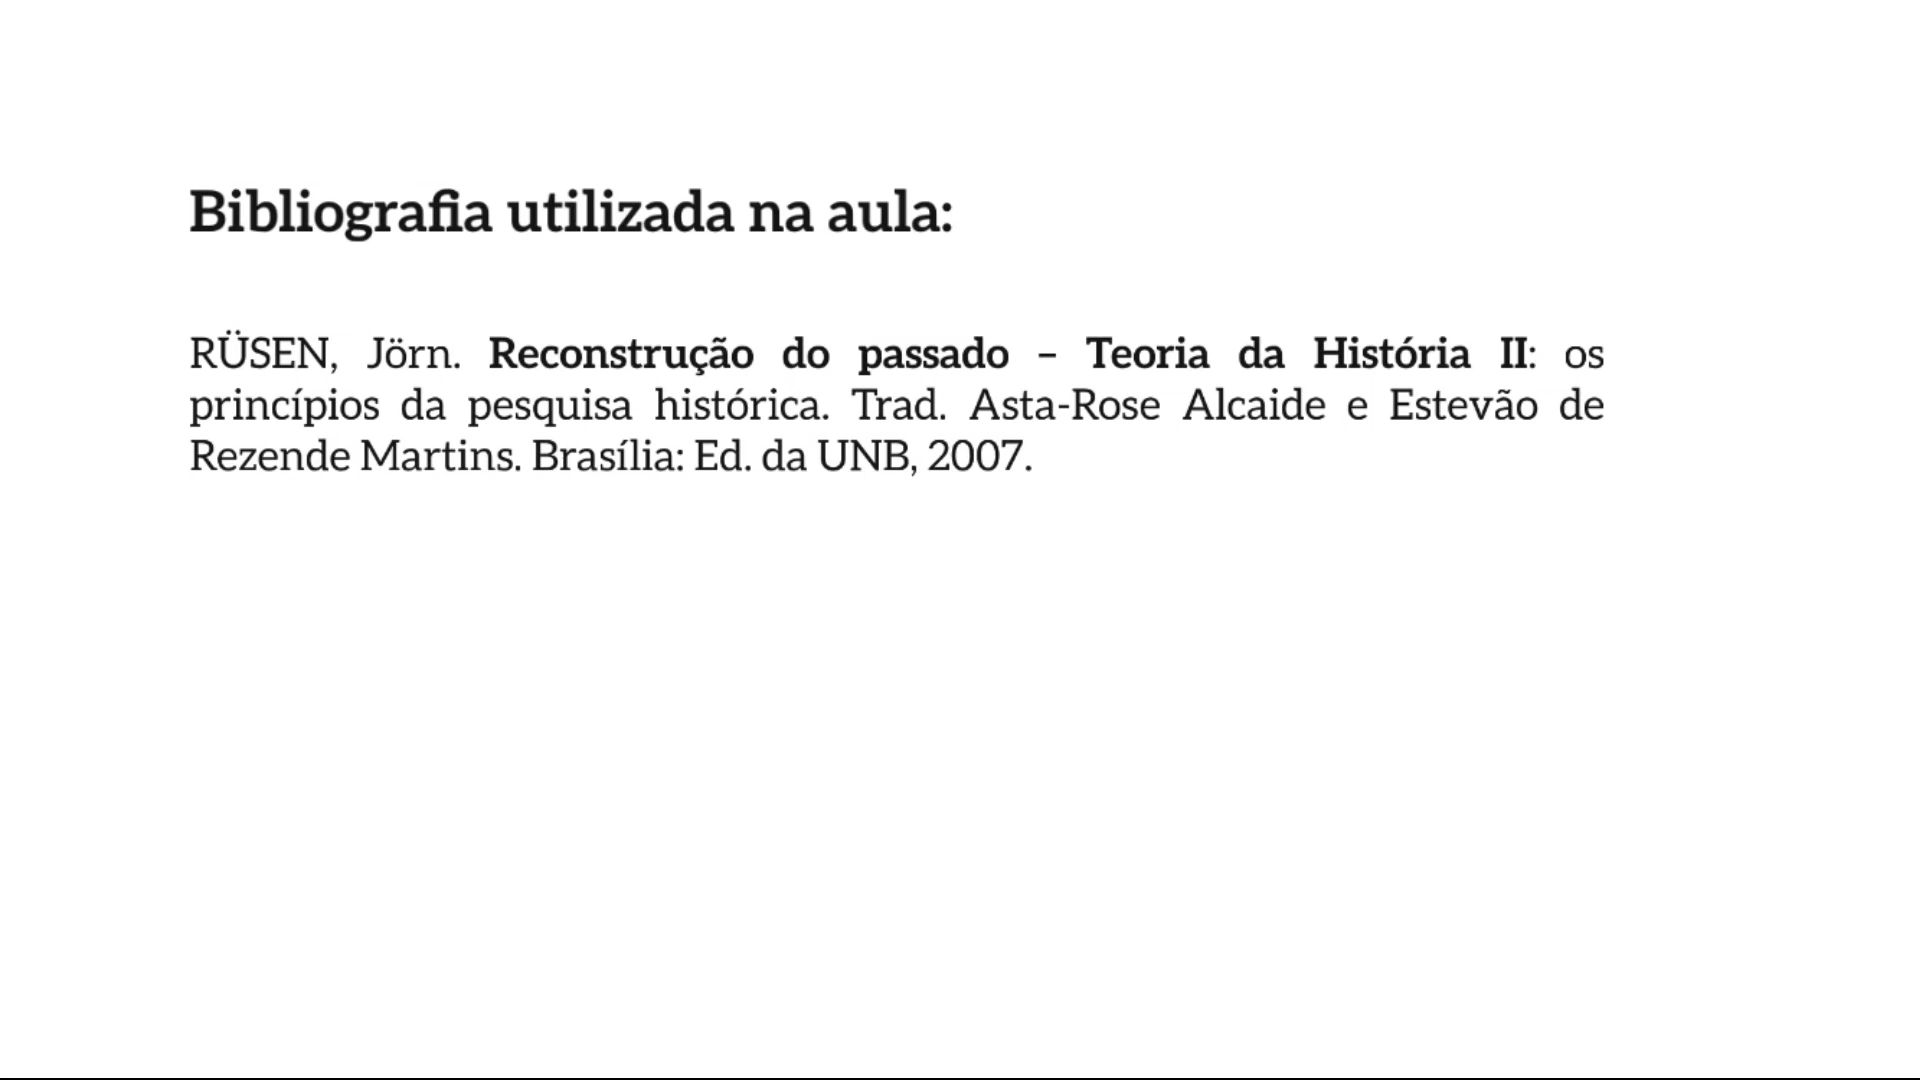 Bibliografia utilizada na aula:
RÜSEN, Jörn. Reconstrução do passado – Teoria da História II: os
princípios da pesquisa histórica. Trad. Asta-Rose Alcaide e Estevão de
Rezende Martins. Brasília: Ed. da UNB, 2007.